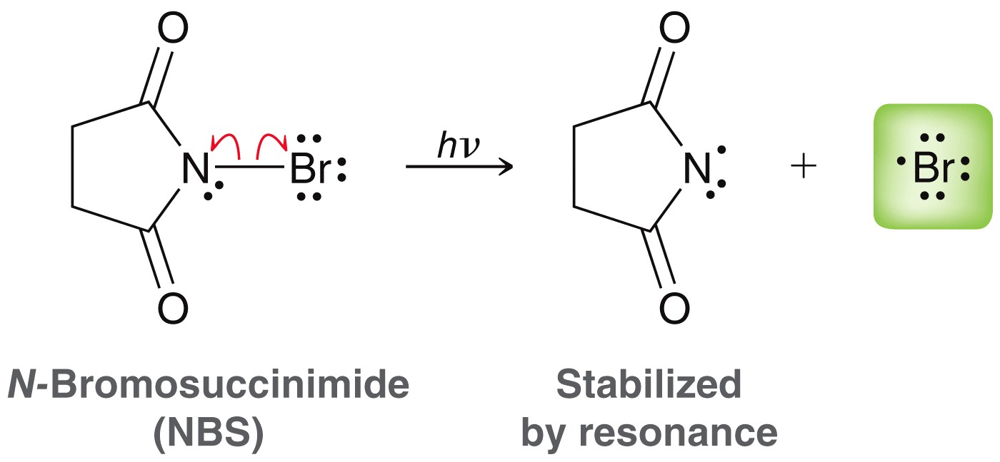 O
O
N
Br
hν
N
+
Br
O
O
N-Bromosuccinimide
(NBS)
Stabilized
by resonance